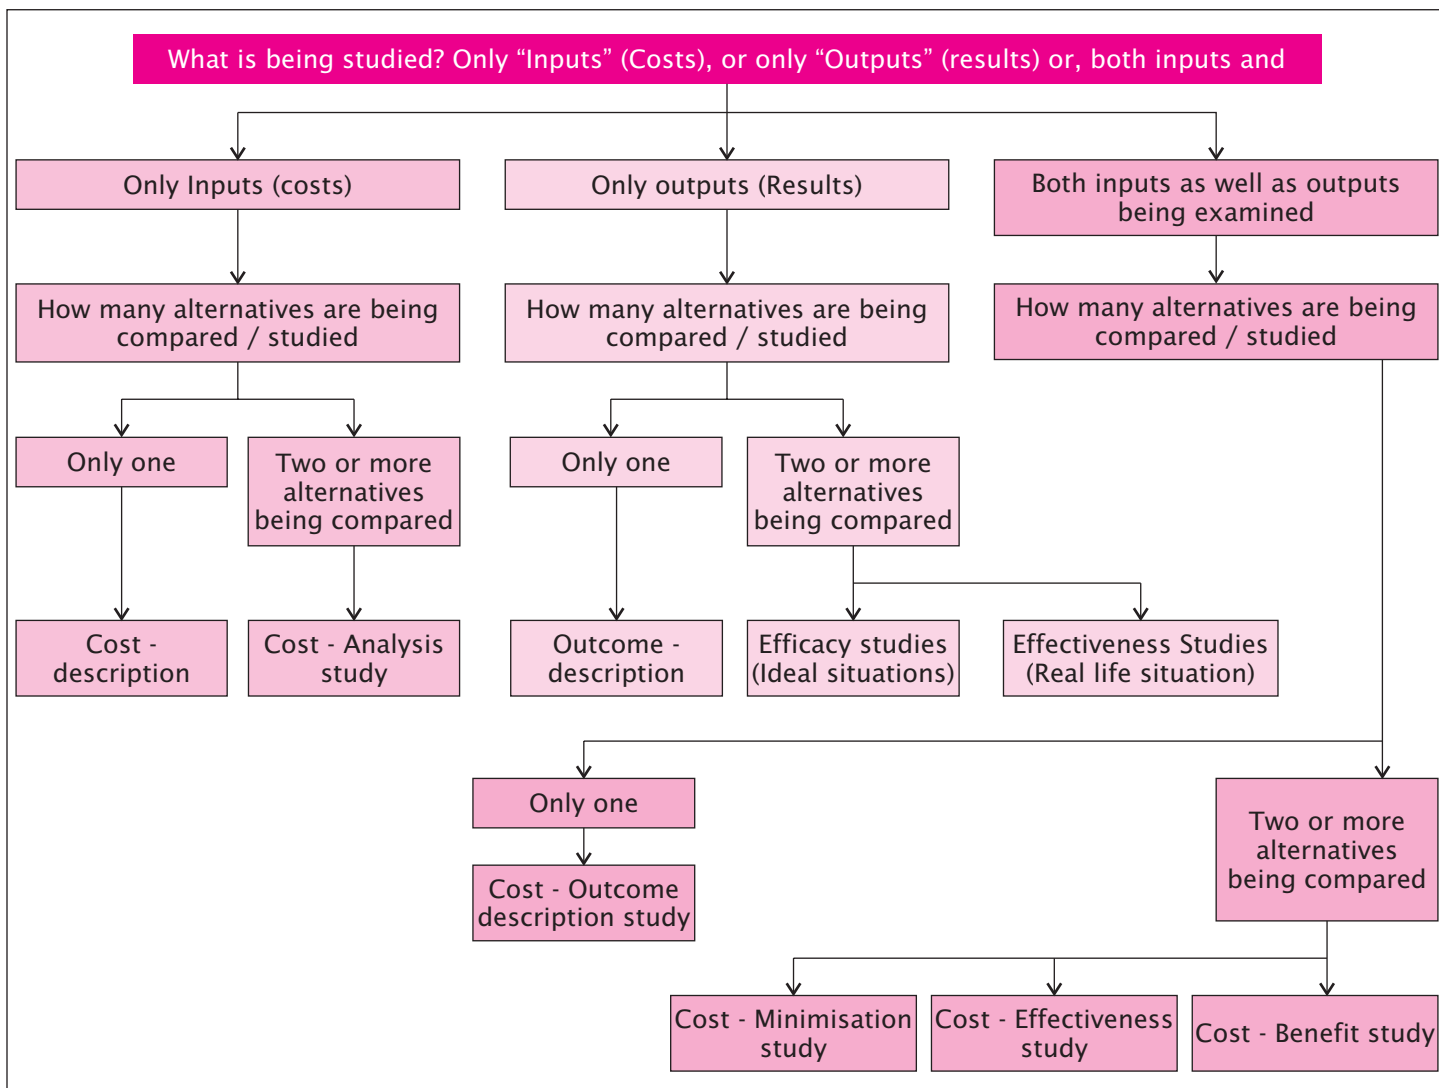 What is being studied? Only “Inputs” (Costs), or only “Outputs” (results) or, both inputs and
Only Inputs (costs)
Only outputs (Results)
Both inputs as well as outputs
being examined
How many alternatives are being
compared / studied
How many alternatives are being
compared / studied
How many alternatives are being
compared / studied
Only one
Two or more
alternatives
being compared
Only one
Two or more
alternatives
being compared
Cost -
description
Cost - Analysis
study
Outcome -
description
Efficacy studies
(Ideal situations)
Effectiveness Studies
(Real life situation)
Only one
Two or more
alternatives
being compared
Cost - Outcome
description study
Cost - Minimisation
study
Cost - Effectiveness
study
Cost - Benefit study